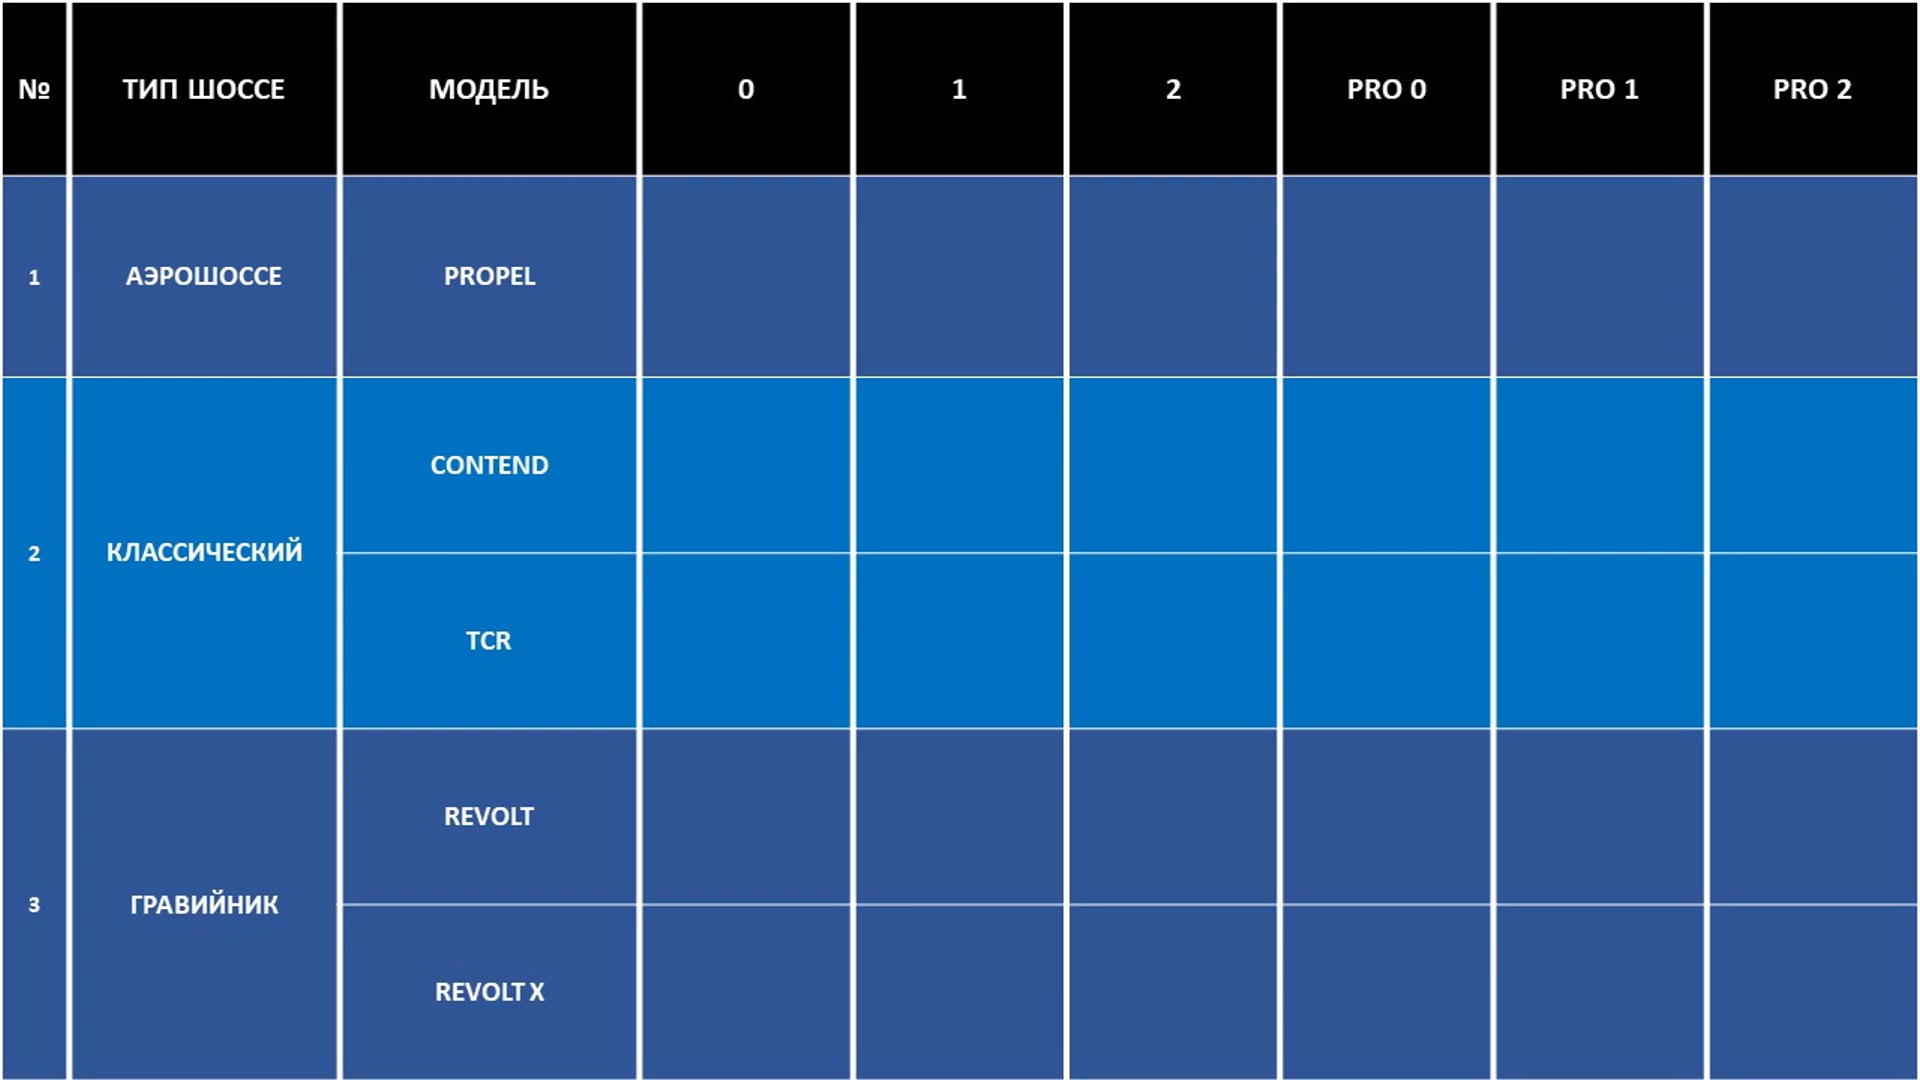 № ТИП ШОССЕ МОДЕЛЬ 0 1 2 PRO 0 PRO 1 PRO 2
1 АЭРОШОССЕ PROPEL
CONTEND
2 КЛАССИЧЕСКИЙ
TCR
REVOLT
3 ГРАВИЙНИК
REVOLT X